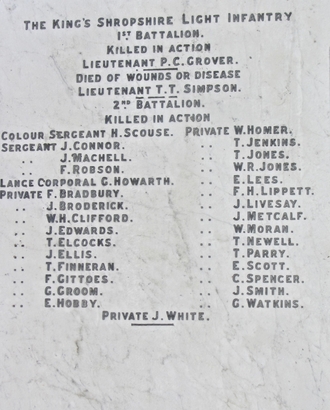 The King's Shropshire Light Infantry
1st Battalion.
Killed in action
Lieutenant P.C. Grover.
Died of wounds or disease
Lieutenant T.T. Simpson.
2nd Battalion.
Killed in action
Colour Sergeant H. Scouse. Private W. Homer.
Sergeant J. Connor. .. T. Jenkins.
.. J. Machell. .. T. Jones.
.. F. Robson. .. W.R. Jones.
Lance Corporal G. Howarth. .. E. Lees.
Private F. Bradbury. .. F.H. Lippett.
.. J. Broderick. .. J. Livesay.
.. W.H. Clifford. .. J. Metcalf.
.. J. Edwards. .. W. Moran.
.. T. Elcocks. .. T. Newell.
.. J. Ellis. .. T. Parry.
.. T. Finneran. .. E. Scott.
.. F. Gittoes. .. C. Spencer.
.. G. Groom. .. J. Smith.
.. E. Hobby. .. G. Watkins.
Private J. White.